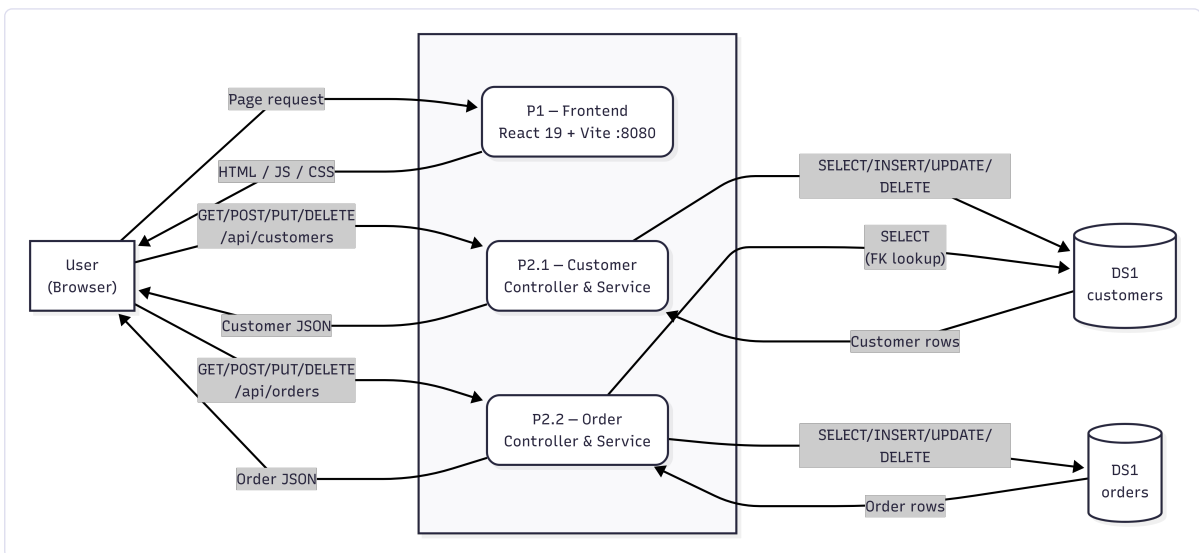 Page request
P1 – Frontend
React 19 + Vite :8080
HTML / JS / CSS
SELECT/INSERT/UPDATE/
DELETE
GET/POST/PUT/DELETE
/api/customers
SELECT
(FK lookup)
User
(Browser)
P2.1 – Customer
Controller & Service
DS1
customers
Customer JSON
Customer rows
GET/POST/PUT/DELETE
/api/orders
P2.2 – Order
Controller & Service
SELECT/INSERT/UPDATE/
DELETE
DS1
orders
Order JSON
Order rows